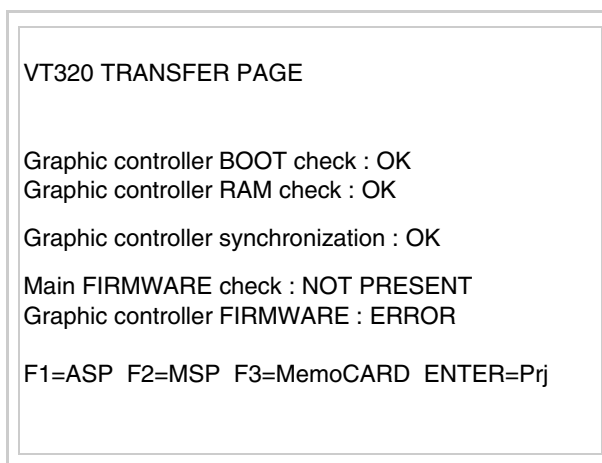 VT320 TRANSFER PAGE
Graphic controller BOOT check : OK
Graphic controller RAM check : OK
Graphic controller synchronization : OK
Main FIRMWARE check : NOT PRESENT
Graphic controller FIRMWARE : ERROR
F1=ASP  F2=MSP  F3=MemoCARD  ENTER=Prj